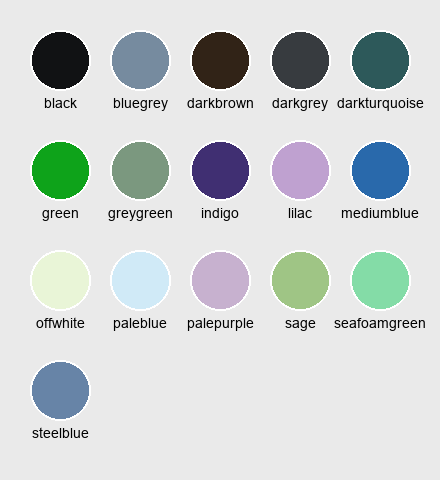 black bluegrey darkbrown darkgrey darkturquoise
green greygreen indigo lilac mediumblue
offwhite paleblue palepurple sage seafoamgreen
steelblue